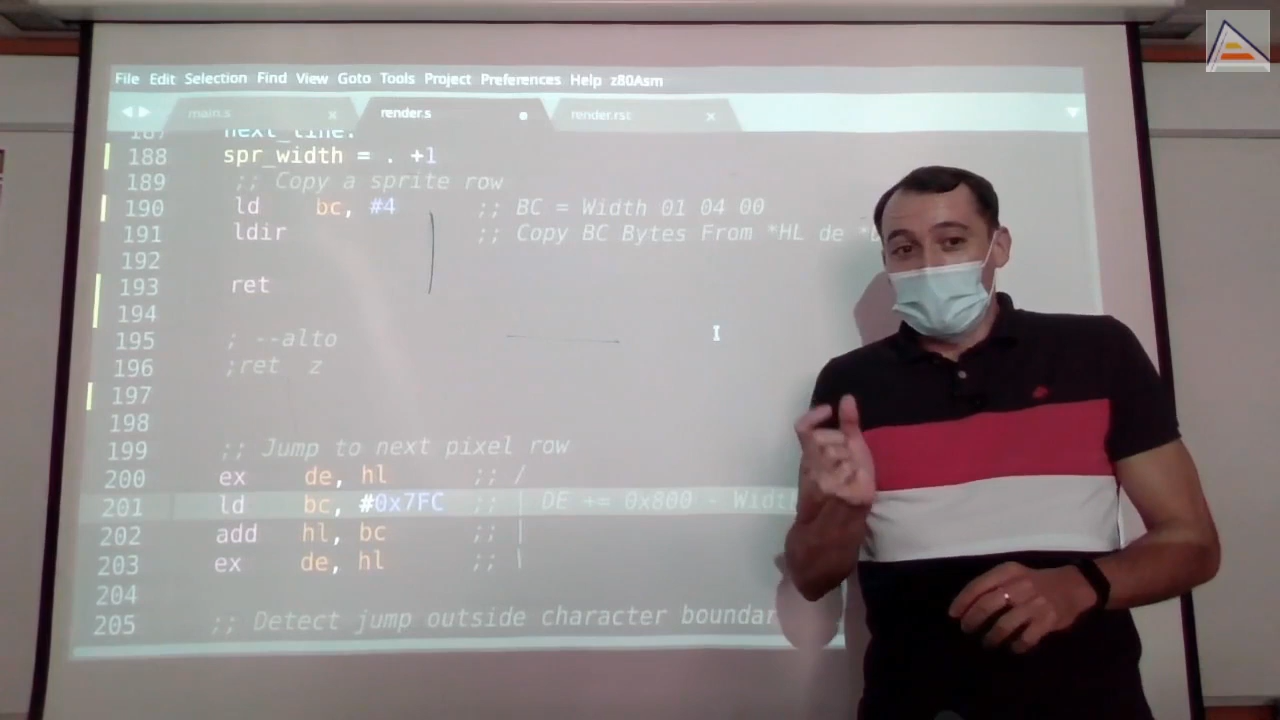 File Edit Selection Find View Goto Tools Project Preferences Help z80Asm
main.s render.s render.rst
187 next_line:
188 spr_width = . +1
189 ;; Copy a sprite row
190 ld bc, #4 ;; BC = Width 01 04 00
191 ldir ;; Copy BC Bytes From *HL de
192
193 ret
194
195 ; --alto
196 ;ret z
197
198
199 ;; Jump to next pixel row
200 ex de, hl ;; /
201 ld bc, #0x7FC ;; | DE += 0x800 - Width
202 add hl, bc ;; |
203 ex de, hl ;; \
204
205 ;; Detect jump outside character